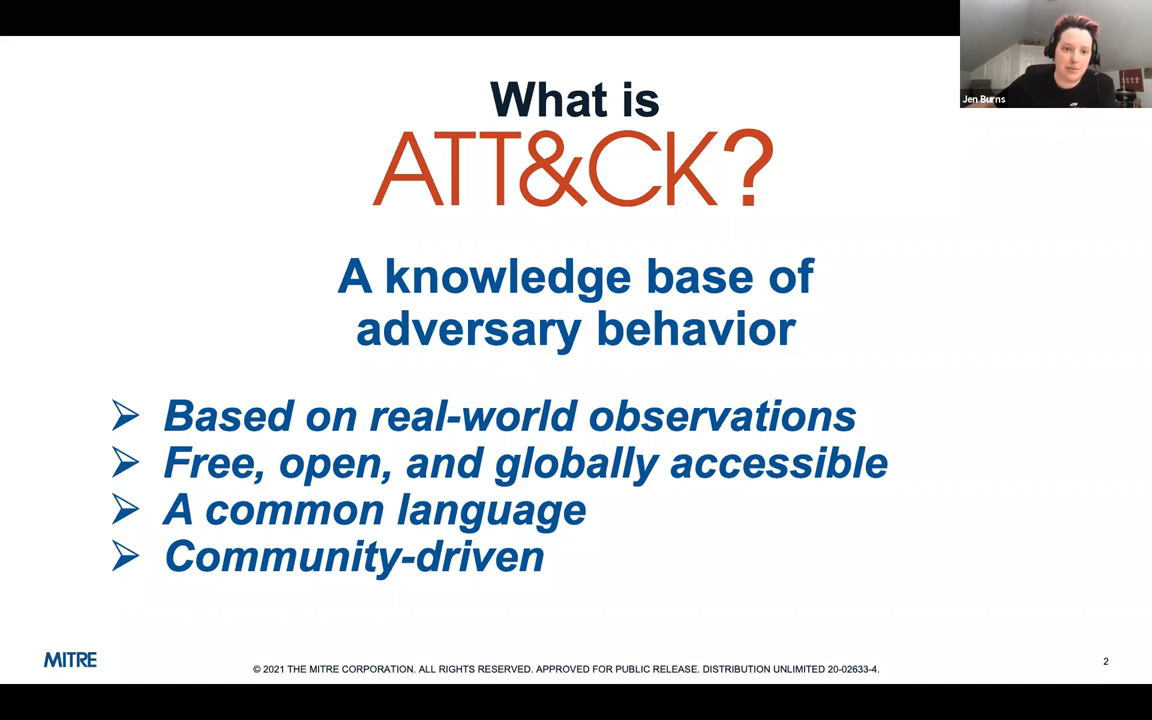 Jen Burns
What is
ATT&CK?
A knowledge base of
adversary behavior
Based on real-world observations
Free, open, and globally accessible
A common language
Community-driven
MITRE
© 2021 THE MITRE CORPORATION. ALL RIGHTS RESERVED. APPROVED FOR PUBLIC RELEASE. DISTRIBUTION UNLIMITED 20-02633-4.
2